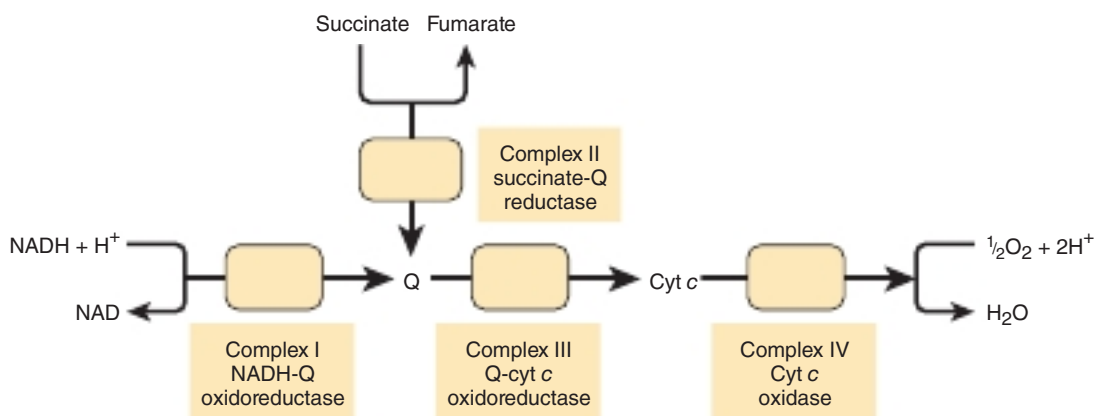 Succinate Fumarate
Complex II
succinate-Q
reductase
NADH + H⁺
½O₂ + 2H⁺
Q
Cyt c
NAD
H₂O
Complex I
NADH-Q
oxidoreductase
Complex III
Q-cyt c
oxidoreductase
Complex IV
Cyt c
oxidase